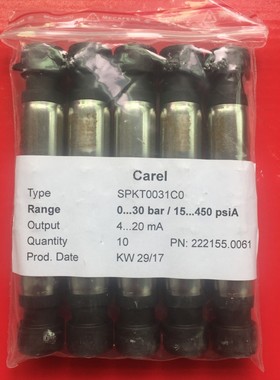 Carel
Type SPKT0031C0
Range 0...30 bar / 15...450 psiA
Output 4...20 mA
Quantity 10 PN: 222155.0061
Prod. Date KW 29/17